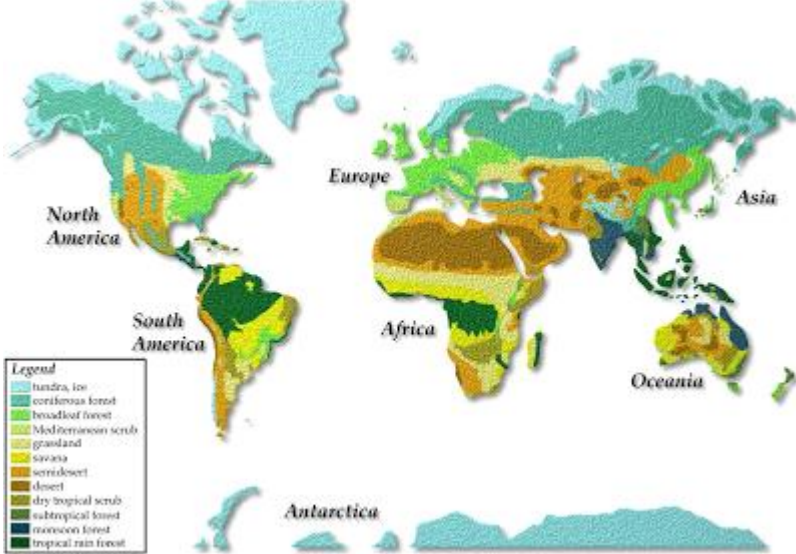 Europe
Asia
North
America
South
America
Africa
Oceania
Antarctica
Legend
tundra, ice
coniferous forest
broadleaf forest
Mediterranean scrub
grassland
savana
semidesert
desert
dry tropical scrub
subtropical forest
monsoon forest
tropical rain forest